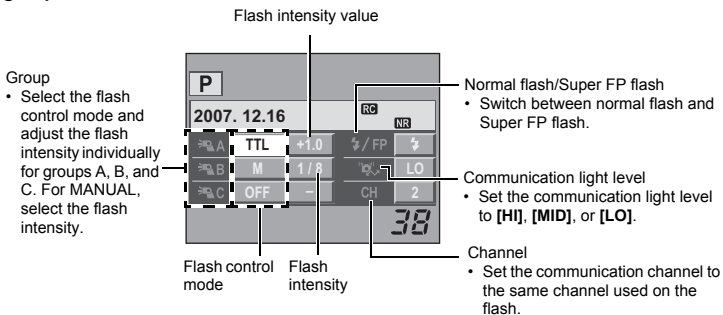 Flash intensity value
Group
• Select the flash
control mode and
adjust the flash
intensity individually
for groups A, B, and
C. For MANUAL,
select the flash
intensity.
P
2007. 12.16
RC
NR
A TTL +1.0 /FP
B M 1/8 LO
C OFF – CH 2
38
Normal flash/Super FP flash
• Switch between normal flash and
Super FP flash.
Communication light level
• Set the communication light level
to [HI], [MID], or [LO].
Channel
• Set the communication channel to
the same channel used on the
flash.
Flash control
mode
Flash
intensity